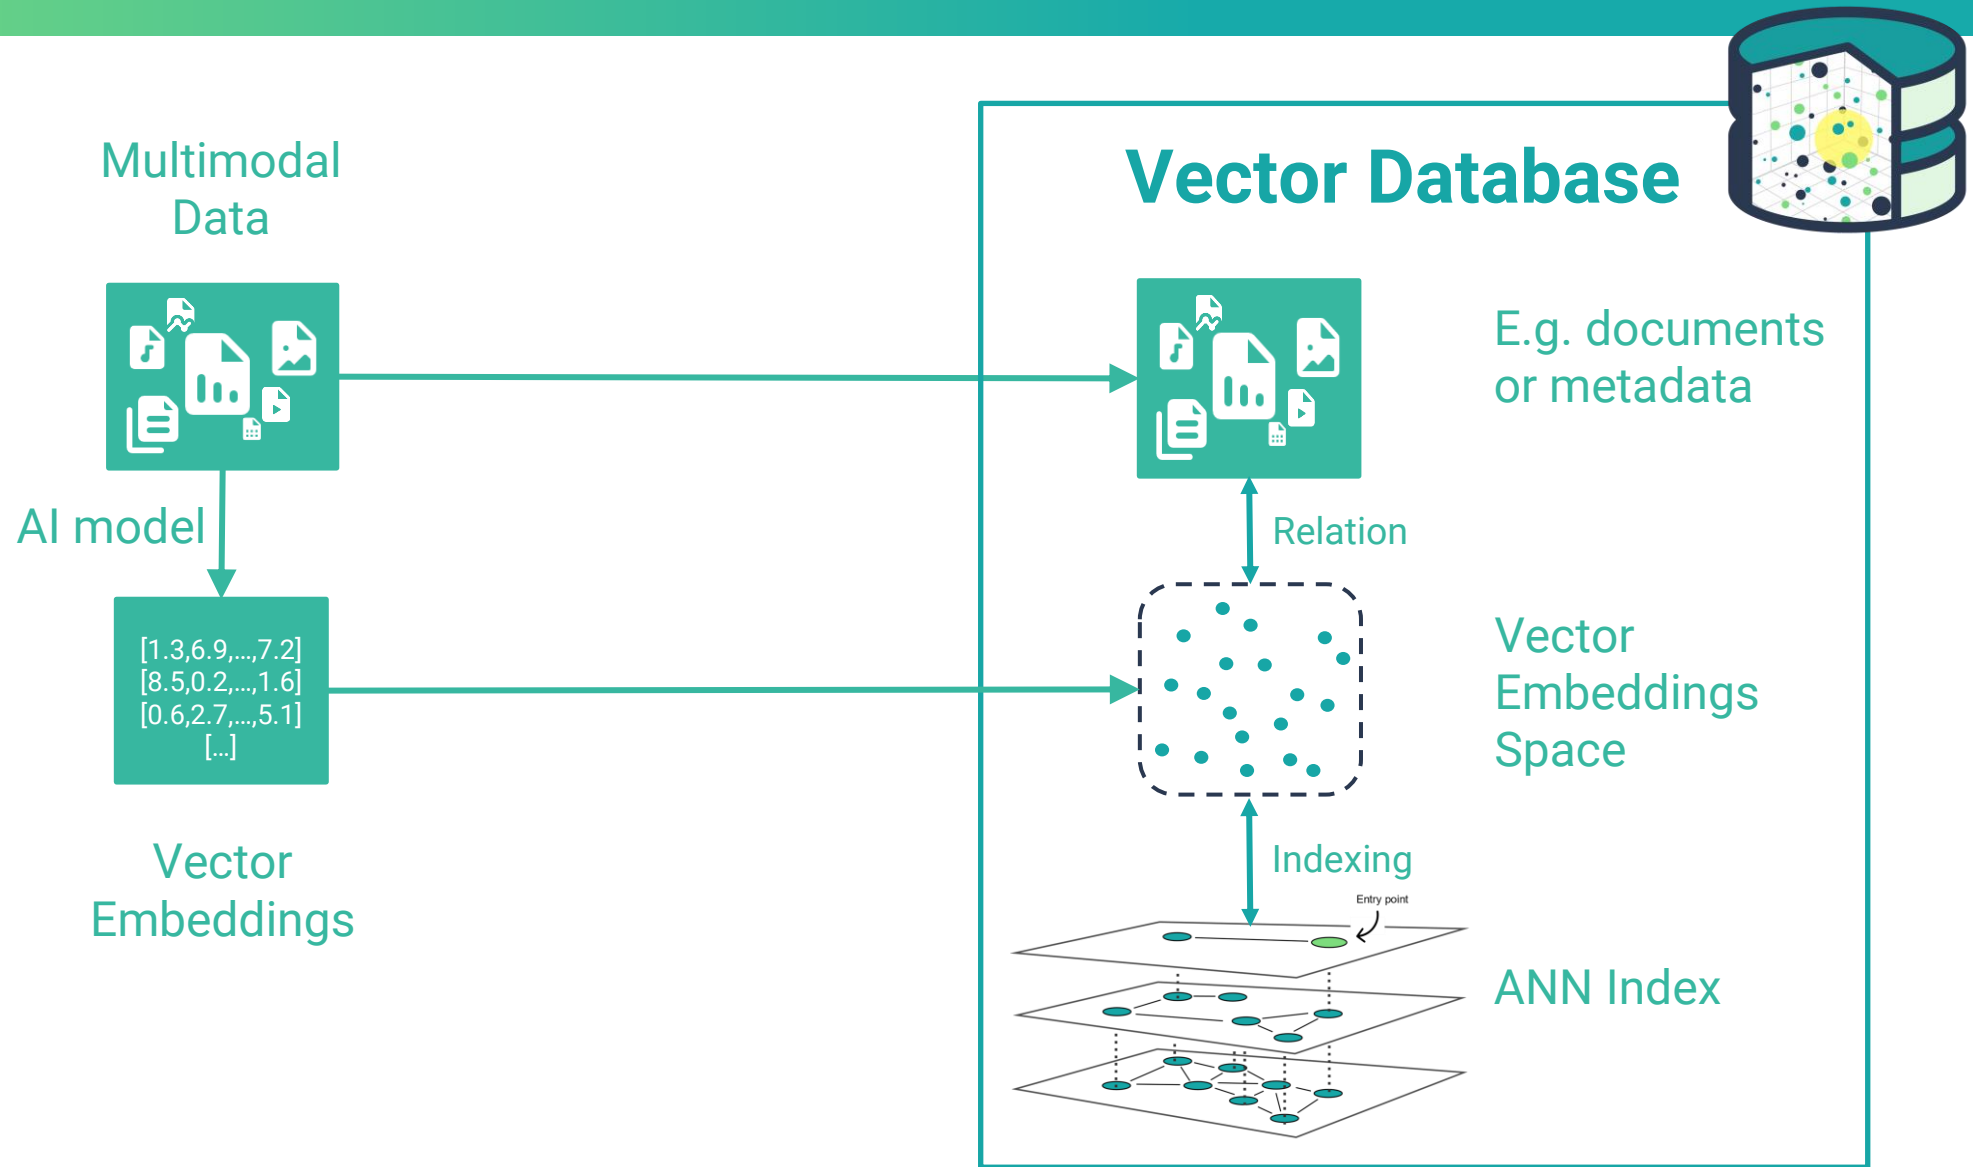 Multimodal
Data
AI model
[1.3,6.9,...,7.2]
[8.5,0.2,...,1.6]
[0.6,2.7,...,5.1]
[...]
Vector
Embeddings
Vector Database
E.g. documents
or metadata
Relation
Vector
Embeddings
Space
Indexing
Entry point
ANN Index